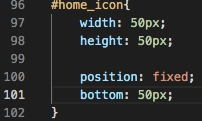 96 #home_icon{
97 width: 50px;
98 height: 50px;
99
100 position: fixed;
101 bottom: 50px;
102 }